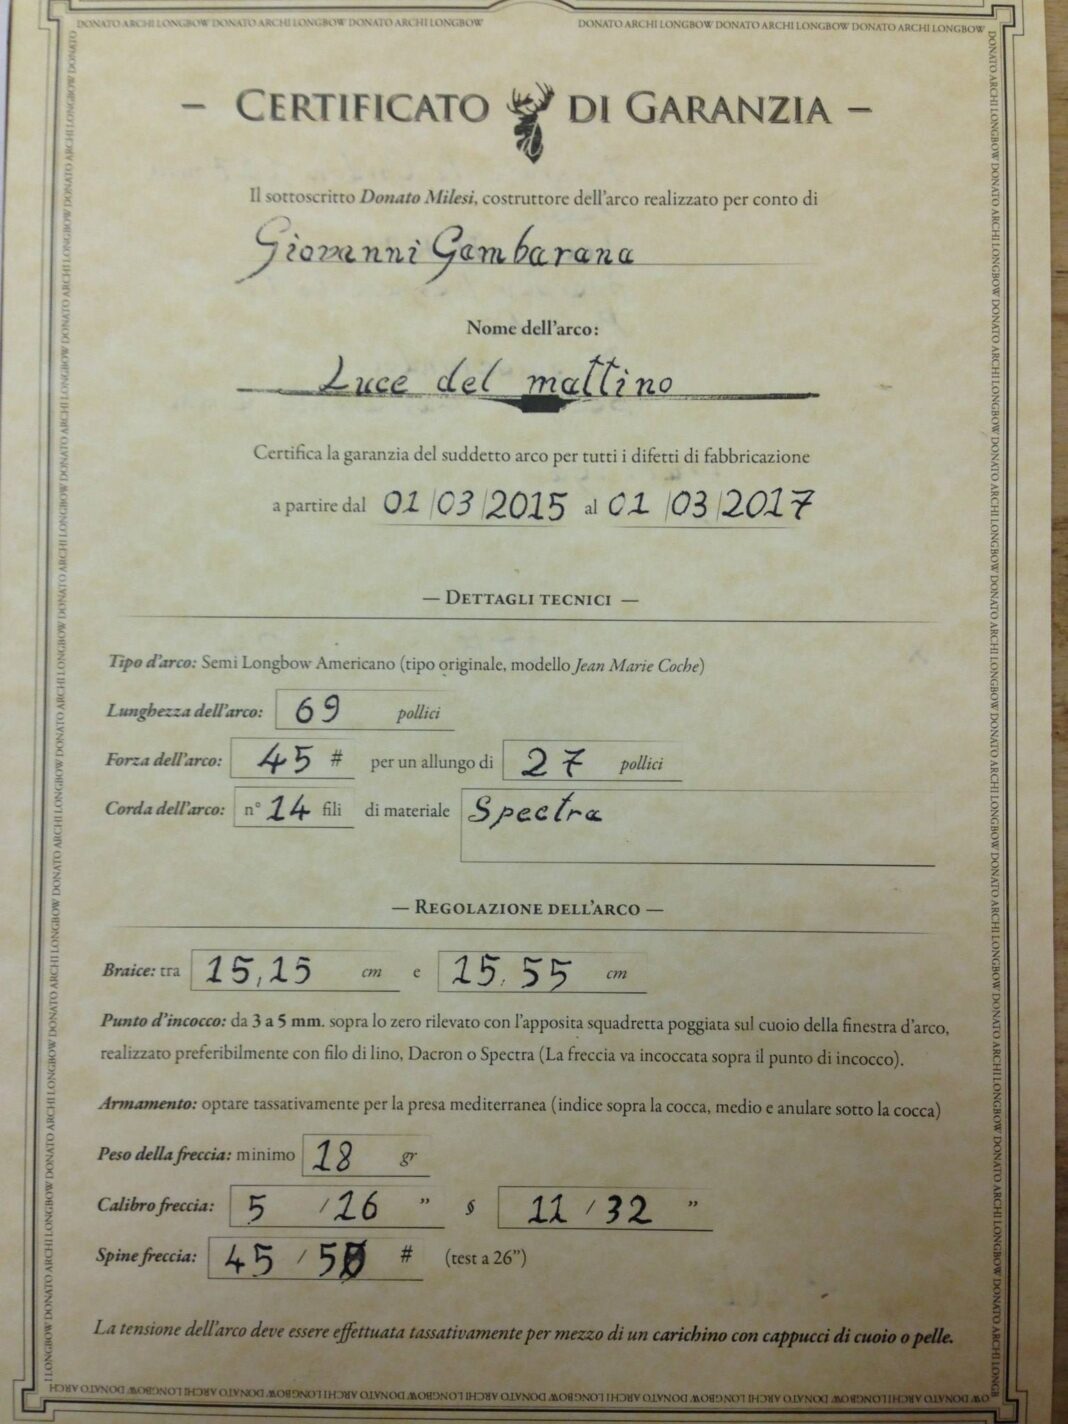 DONATO ARCHI LONGBOW DONATO ARCHI LONGBOW DONATO ARCHI LONGBOW DONATO ARCHI LONGBOW DONATO ARCHI LONGBOW DONATO ARCHI LONGBOW
– CERTIFICATO DI GARANZIA –
Il sottoscritto Donato Milesi, costruttore dell'arco realizzato per conto di
Giovanni Gambarana
Nome dell'arco:
Luce del mattino
Certifica la garanzia del suddetto arco per tutti i difetti di fabbricazione
a partire dal 01/03/2015 al 01/03/2017
— DETTAGLI TECNICI —
Tipo d'arco: Semi Longbow Americano (tipo originale, modello Jean Marie Coche)
Lunghezza dell'arco: 69 pollici
Forza dell'arco: 45 # per un allungo di 27 pollici
Corda dell'arco: n° 14 fili di materiale Spectra
— REGOLAZIONE DELL'ARCO —
Braice: tra 15,15 cm e 15.55 cm
Punto d'incocco: da 3 a 5 mm. sopra lo zero rilevato con l'apposita squadretta poggiata sul cuoio della finestra d'arco,
realizzato preferibilmente con filo di lino, Dacron o Spectra (La freccia va incoccata sopra il punto di incocco).
Armamento: optare tassativamente per la presa mediterranea (indice sopra la cocca, medio e anulare sotto la cocca)
Peso della freccia: minimo 18 gr
Calibro freccia: 5 /16 " § 11 / 32 "
Spine freccia: 45 / 50 # (test a 26")
La tensione dell'arco deve essere effettuata tassativamente per mezzo di un carichino con cappucci di cuoio o pelle.